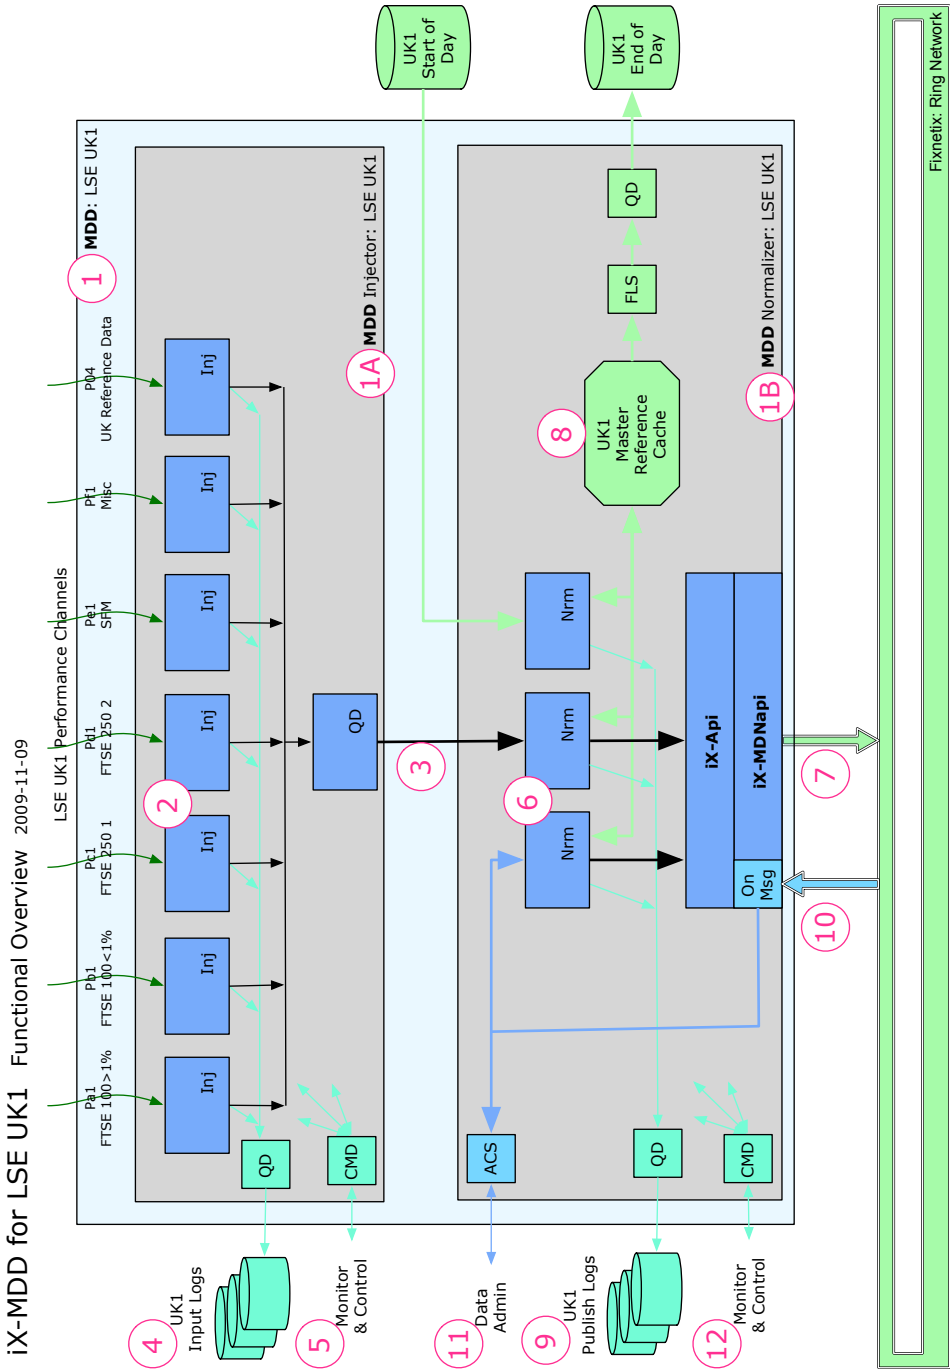 iX-MDD for LSE UK1 Functional Overview 2009-11-09
LSE UK1 Performance Channels
Pa1
FTSE 100>1%
Pb1
FTSE 100<1%
Pc1
FTSE 250 1
Pd1
FTSE 250 2
Pe1
SFM
Pf1
Misc
P04
UK Reference Data
1
MDD: LSE UK1
2
Inj
Inj
Inj
Inj
Inj
Inj
Inj
QD
QD
CMD
1A
MDD Injector: LSE UK1
4
UK1
Input Logs
5
Monitor
& Control
3
UK1
Start of
Day
11
Data
Admin
ACS
6
Nrm
Nrm
Nrm
8
UK1
Master
Reference
Cache
FLS
QD
UK1
End of
Day
9
UK1
Publish Logs
QD
12
Monitor
& Control
CMD
iX-Api
On
Msg
iX-MDNapi
1B
MDD Normalizer: LSE UK1
10
7
Fixnetix: Ring Network